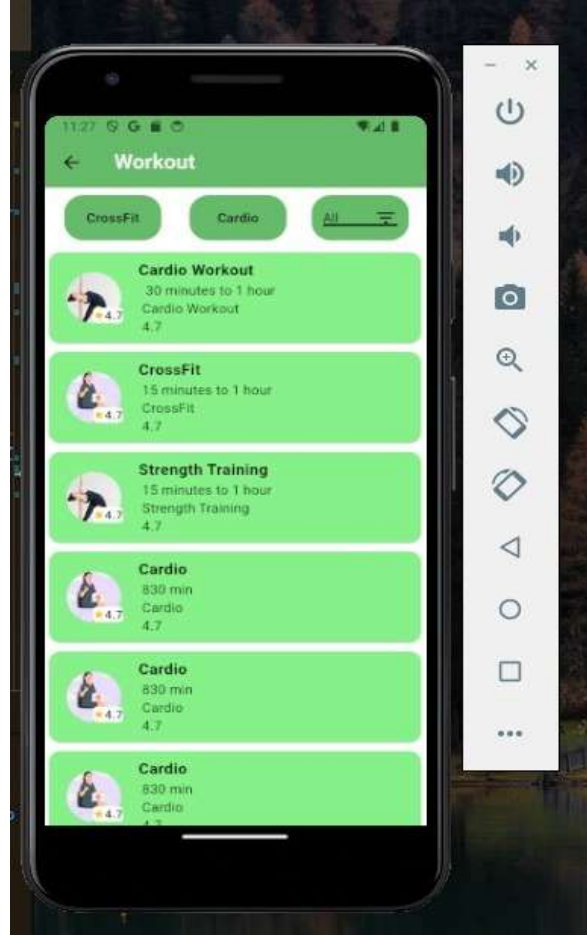 11:27
Workout
CrossFit
Cardio
All
Cardio Workout
30 minutes to 1 hour
Cardio Workout
4.7
4.7
CrossFit
15 minutes to 1 hour
CrossFit
4.7
4.7
Strength Training
15 minutes to 1 hour
Strength Training
4.7
4.7
Cardio
830 min
Cardio
4.7
4.7
Cardio
830 min
Cardio
4.7
4.7
Cardio
830 min
Cardio
4.7
4.7